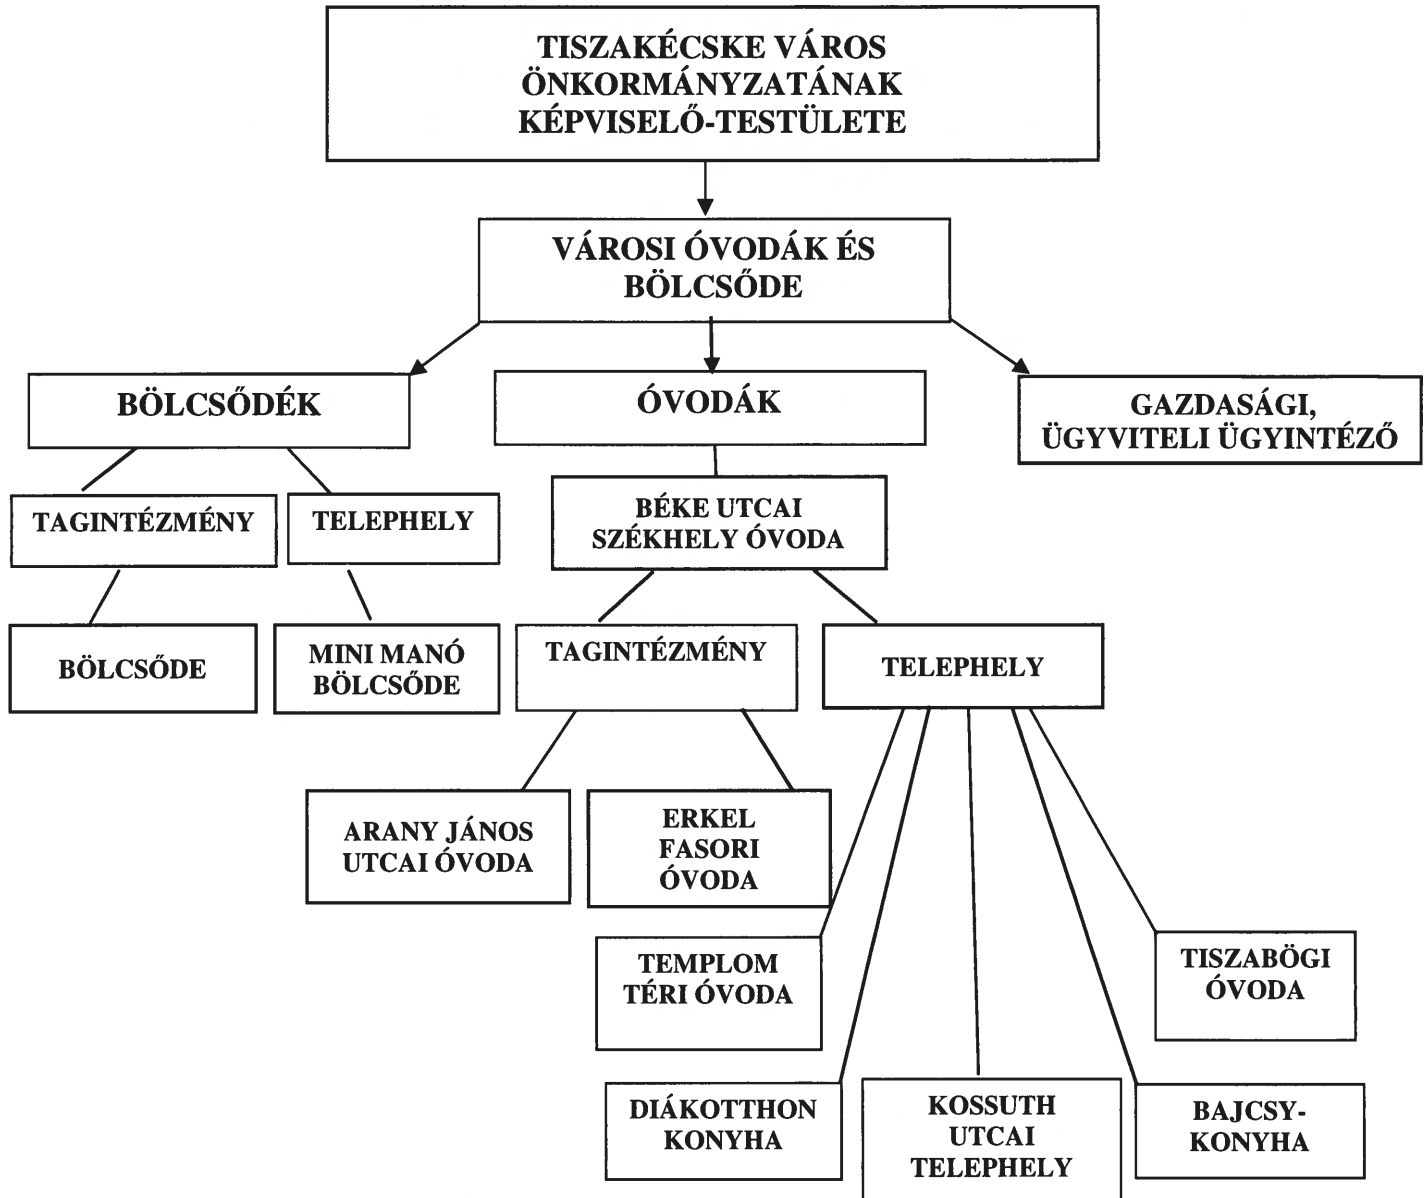 TISZAKÉCSKE VÁROS
ÖNKORMÁNYZATÁNAK
KÉPVISELŐ-TESTÜLETE
VÁROSI ÓVODÁK ÉS
BÖLCSŐDE
BÖLCSŐDÉK
ÓVODÁK
GAZDASÁGI,
ÜGYVITELI ÜGYINTÉZŐ
TAGINTÉZMÉNY
TELEPHELY
BÉKE UTCAI
SZÉKHELY ÓVODA
BÖLCSŐDE
MINI MANÓ
BÖLCSŐDE
TAGINTÉZMÉNY
TELEPHELY
ARANY JÁNOS
UTCAI ÓVODA
ERKEL
FASORI
ÓVODA
TEMPLOM
TÉRI ÓVODA
TISZABÖGI
ÓVODA
DIÁKOTTHON
KONYHA
KOSSUTH
UTCAI
TELEPHELY
BAJCSY-
KONYHA